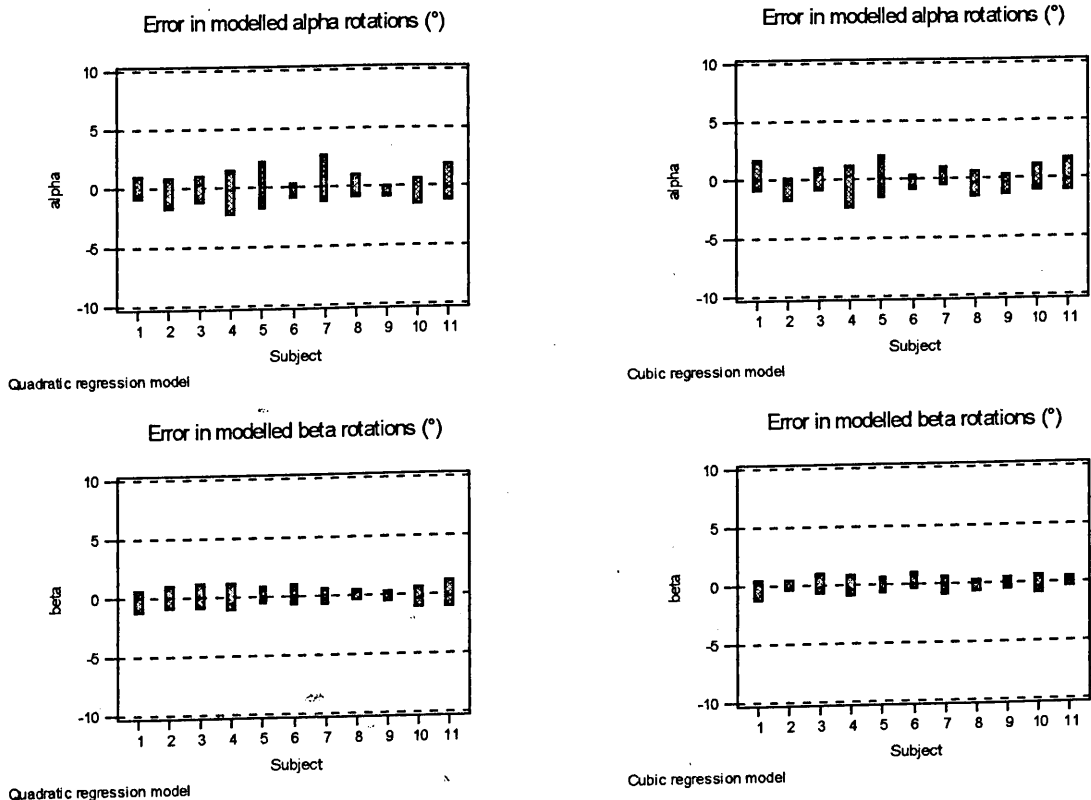 Error in modelled alpha rotations (°)
10
5
0
-5
-10
alpha
1 2 3 4 5 6 7 8 9 10 11
Subject
Quadratic regression model
Error in modelled alpha rotations (°)
10
5
0
-5
-10
alpha
1 2 3 4 5 6 7 8 9 10 11
Subject
Cubic regression model
Error in modelled beta rotations (°)
10
5
0
-5
-10
beta
1 2 3 4 5 6 7 8 9 10 11
Subject
Quadratic regression model
Error in modelled beta rotations (°)
10
5
0
-5
-10
beta
1 2 3 4 5 6 7 8 9 10 11
Subject
Cubic regression model